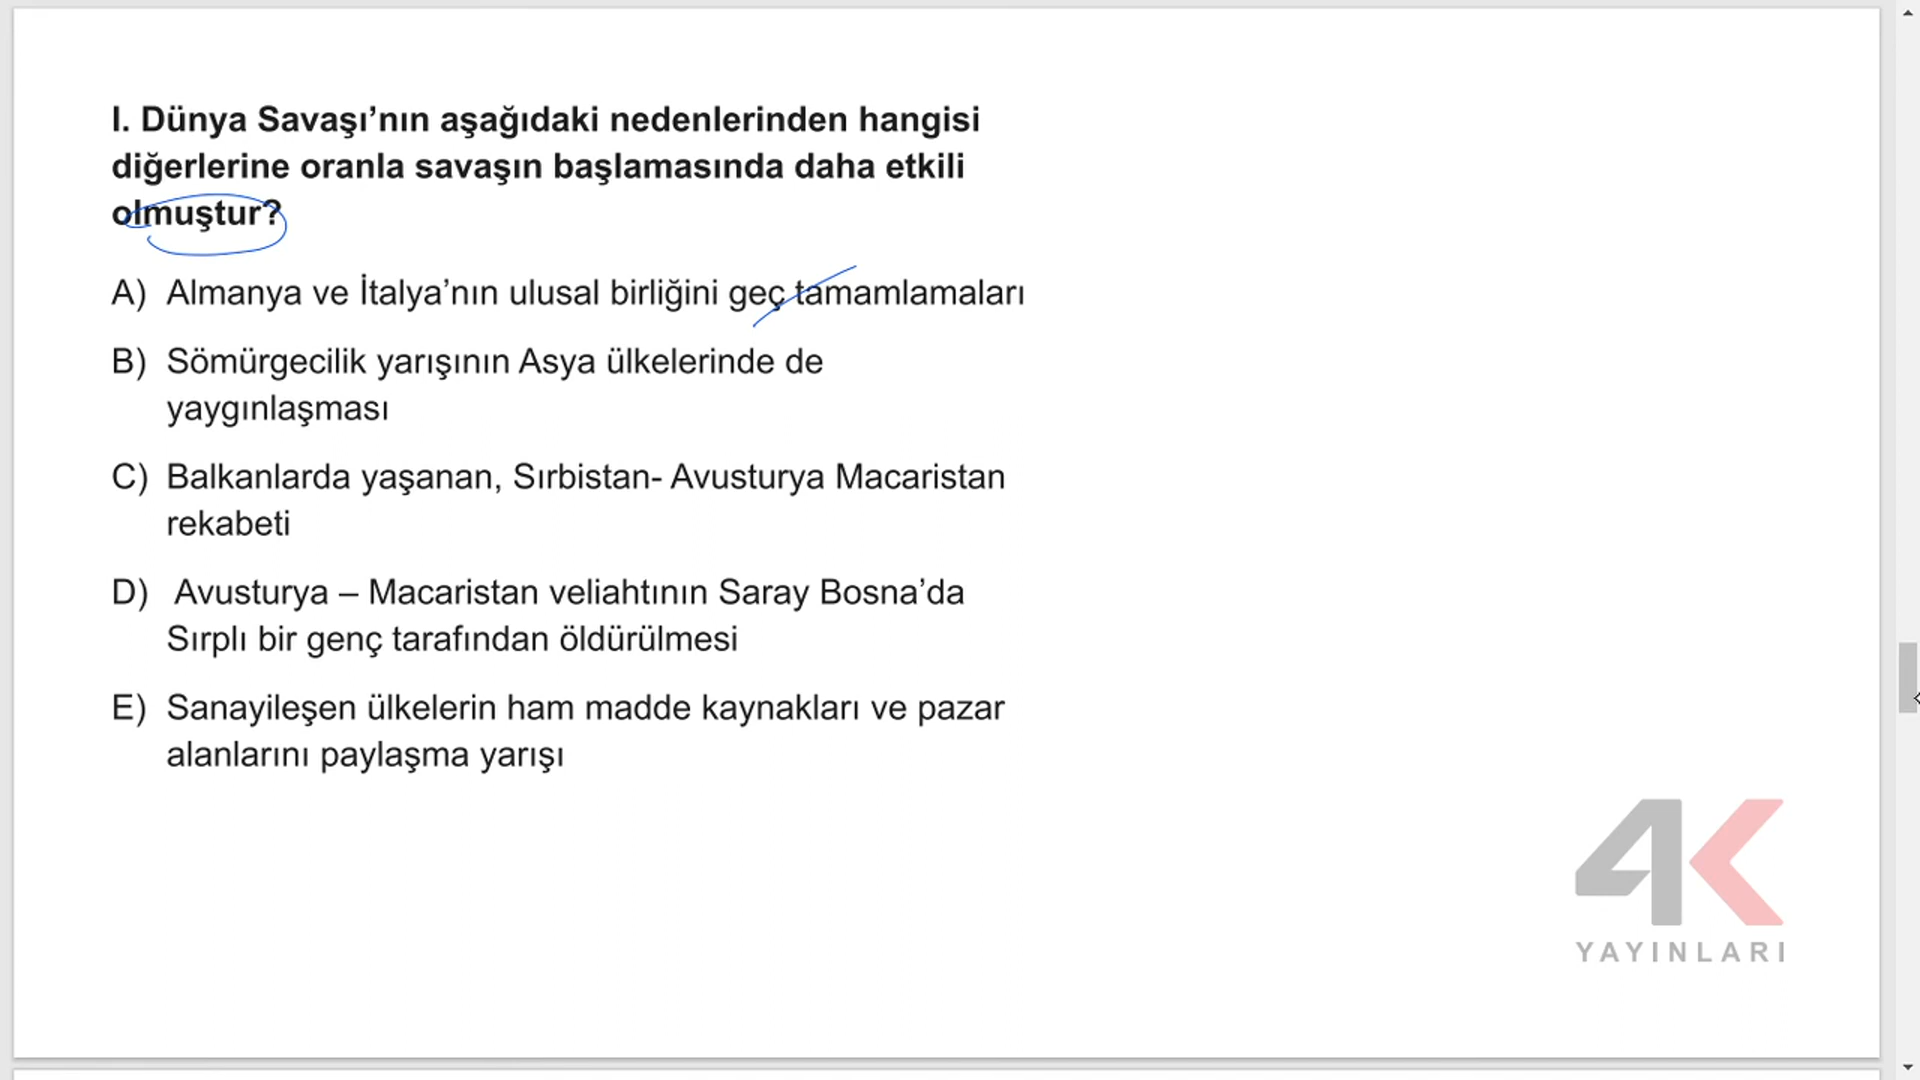 I. Dünya Savaşı’nın aşağıdaki nedenlerinden hangisi
diğerlerine oranla savaşın başlamasında daha etkili
olmuştur?
A) Almanya ve İtalya’nın ulusal birliğini geç tamamlamaları
B) Sömürgecilik yarışının Asya ülkelerinde de
yaygınlaşması
C) Balkanlarda yaşanan, Sırbistan- Avusturya Macaristan
rekabeti
D) Avusturya – Macaristan veliahtının Saray Bosna’da
Sırplı bir genç tarafından öldürülmesi
E) Sanayileşen ülkelerin ham madde kaynakları ve pazar
alanlarını paylaşma yarışı
4K
YAYINLARI